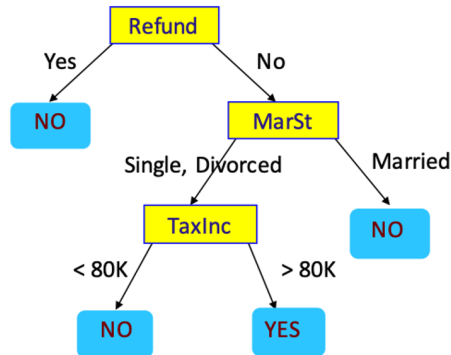 Refund
Yes
No
NO
MarSt
Single, Divorced
Married
TaxInc
NO
< 80K
> 80K
NO
YES